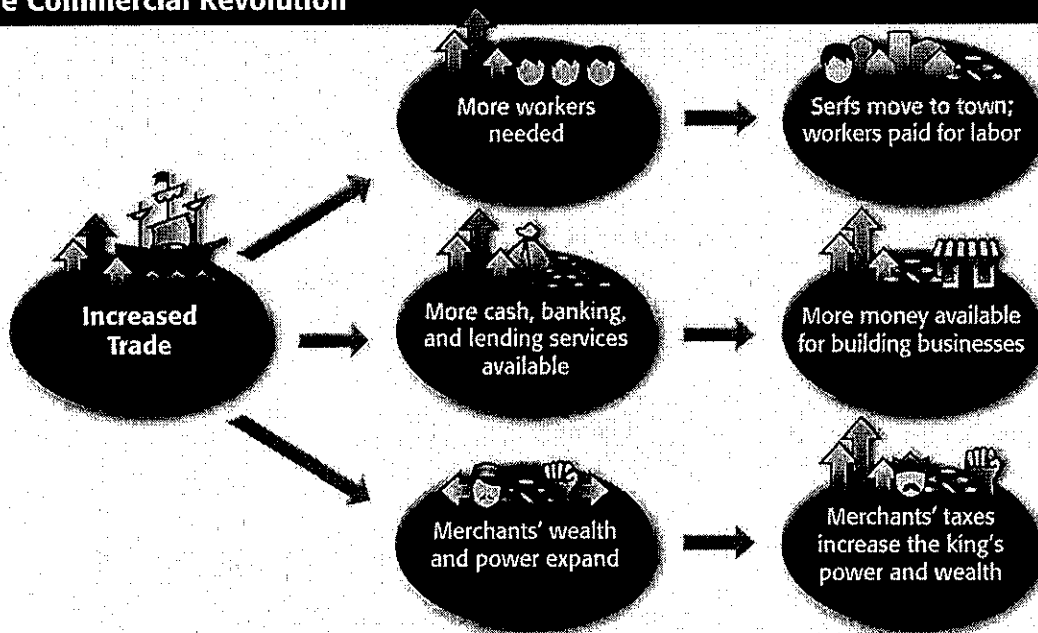 e Commercial Revolution
More workers
needed
Serfs move to town;
workers paid for labor
Increased
Trade
More cash, banking,
and lending services
available
More money available
for building businesses
Merchants' wealth
and power expand
Merchants' taxes
increase the king's
power and wealth